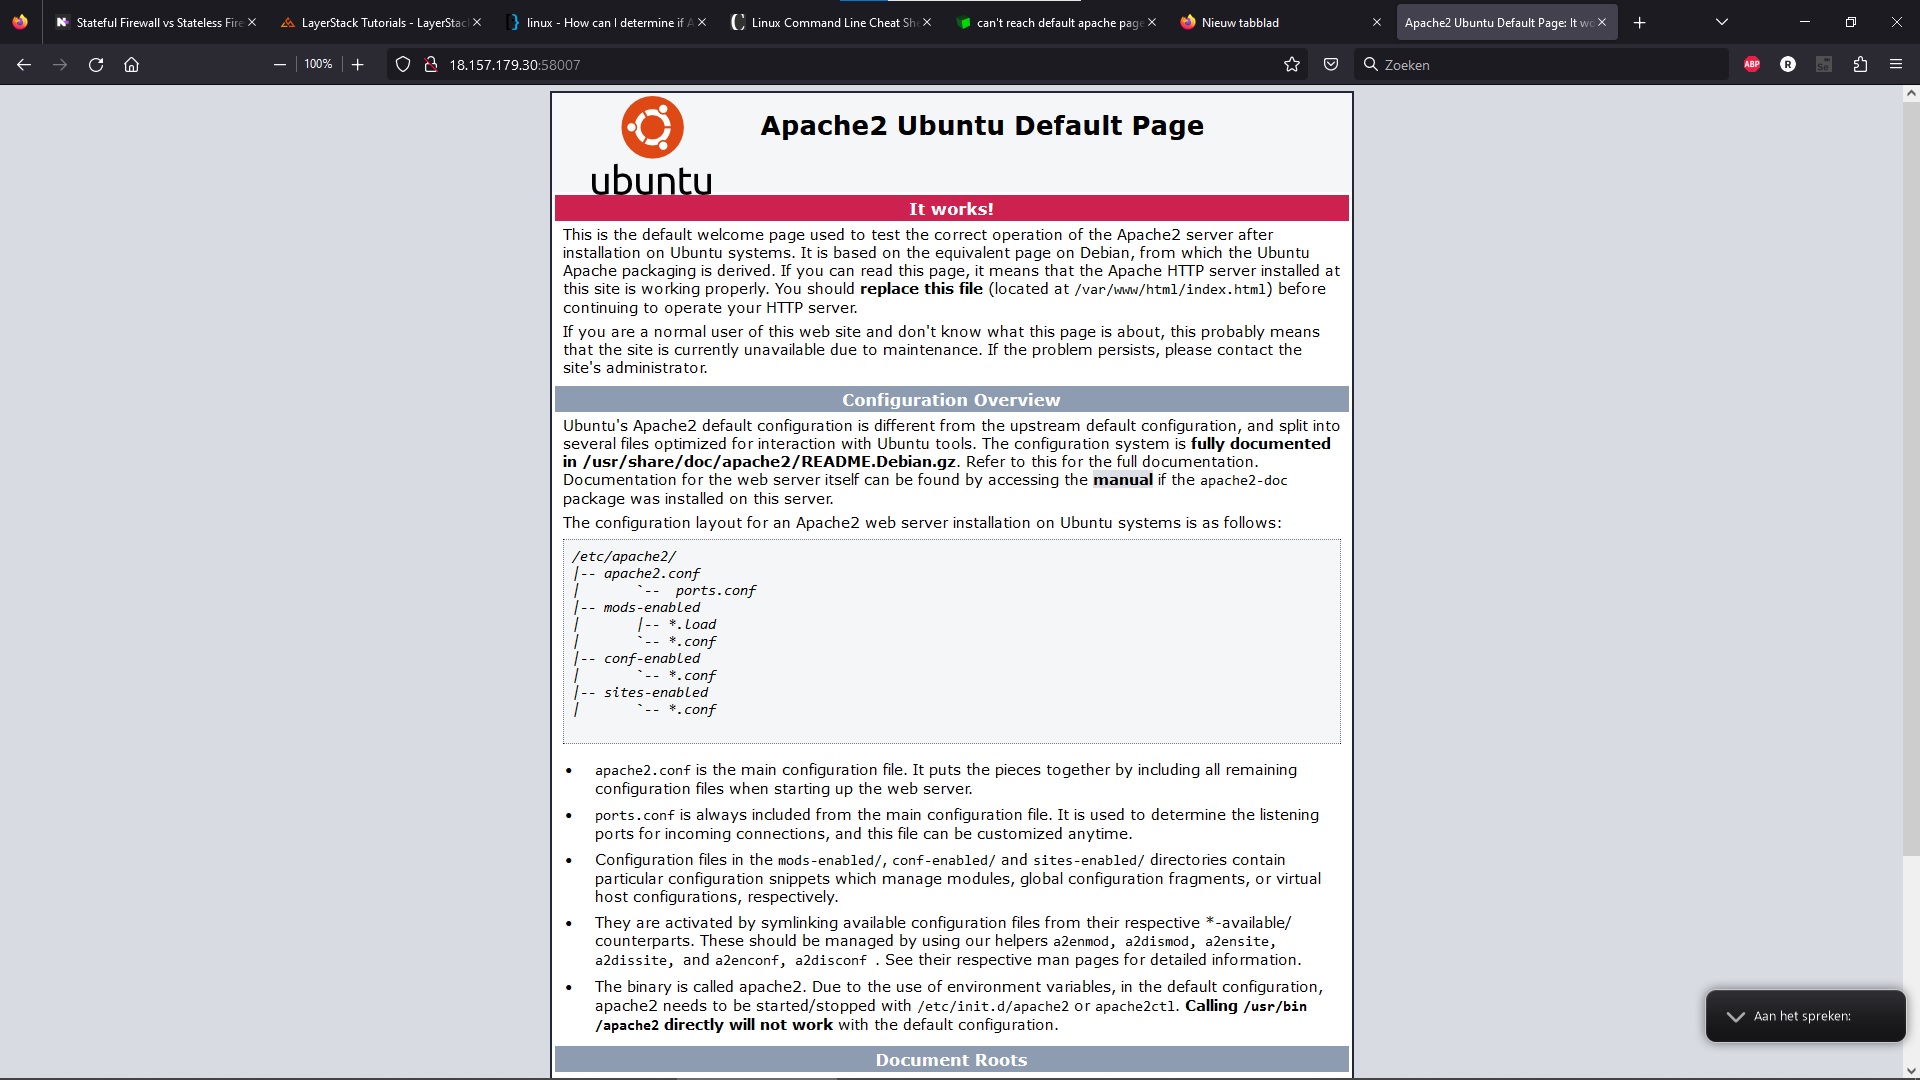 Stateful Firewall vs Stateless Fire
LayerStack Tutorials - LayerStac
linux - How can I determine if A
Linux Command Line Cheat She
can't reach default apache page
Nieuw tabblad
Apache2 Ubuntu Default Page: It wo
100%
18.157.179.30:58007
Zoeken
ABP
R
Se
ubuntu
Apache2 Ubuntu Default Page
It works!
This is the default welcome page used to test the correct operation of the Apache2 server after
installation on Ubuntu systems. It is based on the equivalent page on Debian, from which the Ubuntu
Apache packaging is derived. If you can read this page, it means that the Apache HTTP server installed at
this site is working properly. You should replace this file (located at /var/www/html/index.html) before
continuing to operate your HTTP server.
If you are a normal user of this web site and don't know what this page is about, this probably means
that the site is currently unavailable due to maintenance. If the problem persists, please contact the
site's administrator.
Configuration Overview
Ubuntu's Apache2 default configuration is different from the upstream default configuration, and split into
several files optimized for interaction with Ubuntu tools. The configuration system is fully documented
in /usr/share/doc/apache2/README.Debian.gz. Refer to this for the full documentation.
Documentation for the web server itself can be found by accessing the manual if the apache2-doc
package was installed on this server.
The configuration layout for an Apache2 web server installation on Ubuntu systems is as follows:
/etc/apache2/
|-- apache2.conf
|       `--  ports.conf
|-- mods-enabled
|       |-- *.load
|       `-- *.conf
|-- conf-enabled
|       `-- *.conf
|-- sites-enabled
|       `-- *.conf
• apache2.conf is the main configuration file. It puts the pieces together by including all remaining
configuration files when starting up the web server.
• ports.conf is always included from the main configuration file. It is used to determine the listening
ports for incoming connections, and this file can be customized anytime.
• Configuration files in the mods-enabled/, conf-enabled/ and sites-enabled/ directories contain
particular configuration snippets which manage modules, global configuration fragments, or virtual
host configurations, respectively.
• They are activated by symlinking available configuration files from their respective *-available/
counterparts. These should be managed by using our helpers a2enmod, a2dismod, a2ensite,
a2dissite, and a2enconf, a2disconf . See their respective man pages for detailed information.
• The binary is called apache2. Due to the use of environment variables, in the default configuration,
apache2 needs to be started/stopped with /etc/init.d/apache2 or apache2ctl. Calling /usr/bin
/apache2 directly will not work with the default configuration.
Aan het spreken:
Document Roots